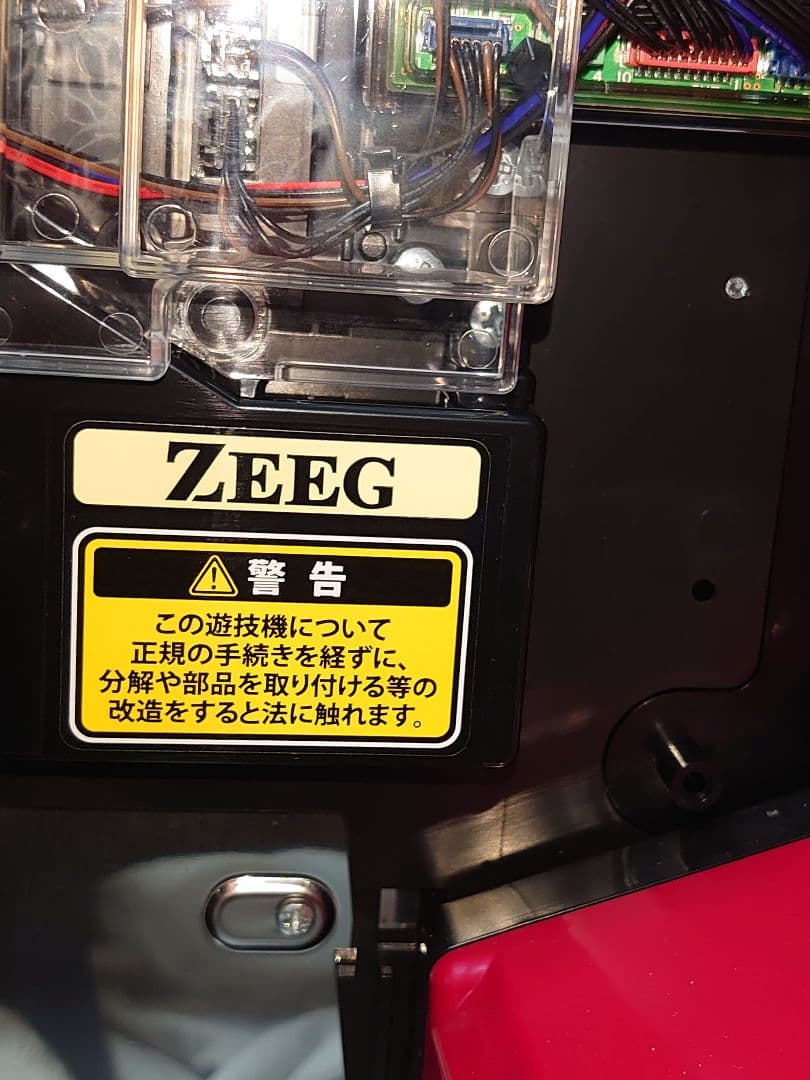 ZEEG
警告
この遊技機について
正規の手続きを経ずに、
分解や部品を取り付ける等の
改造をすると法に触れます。